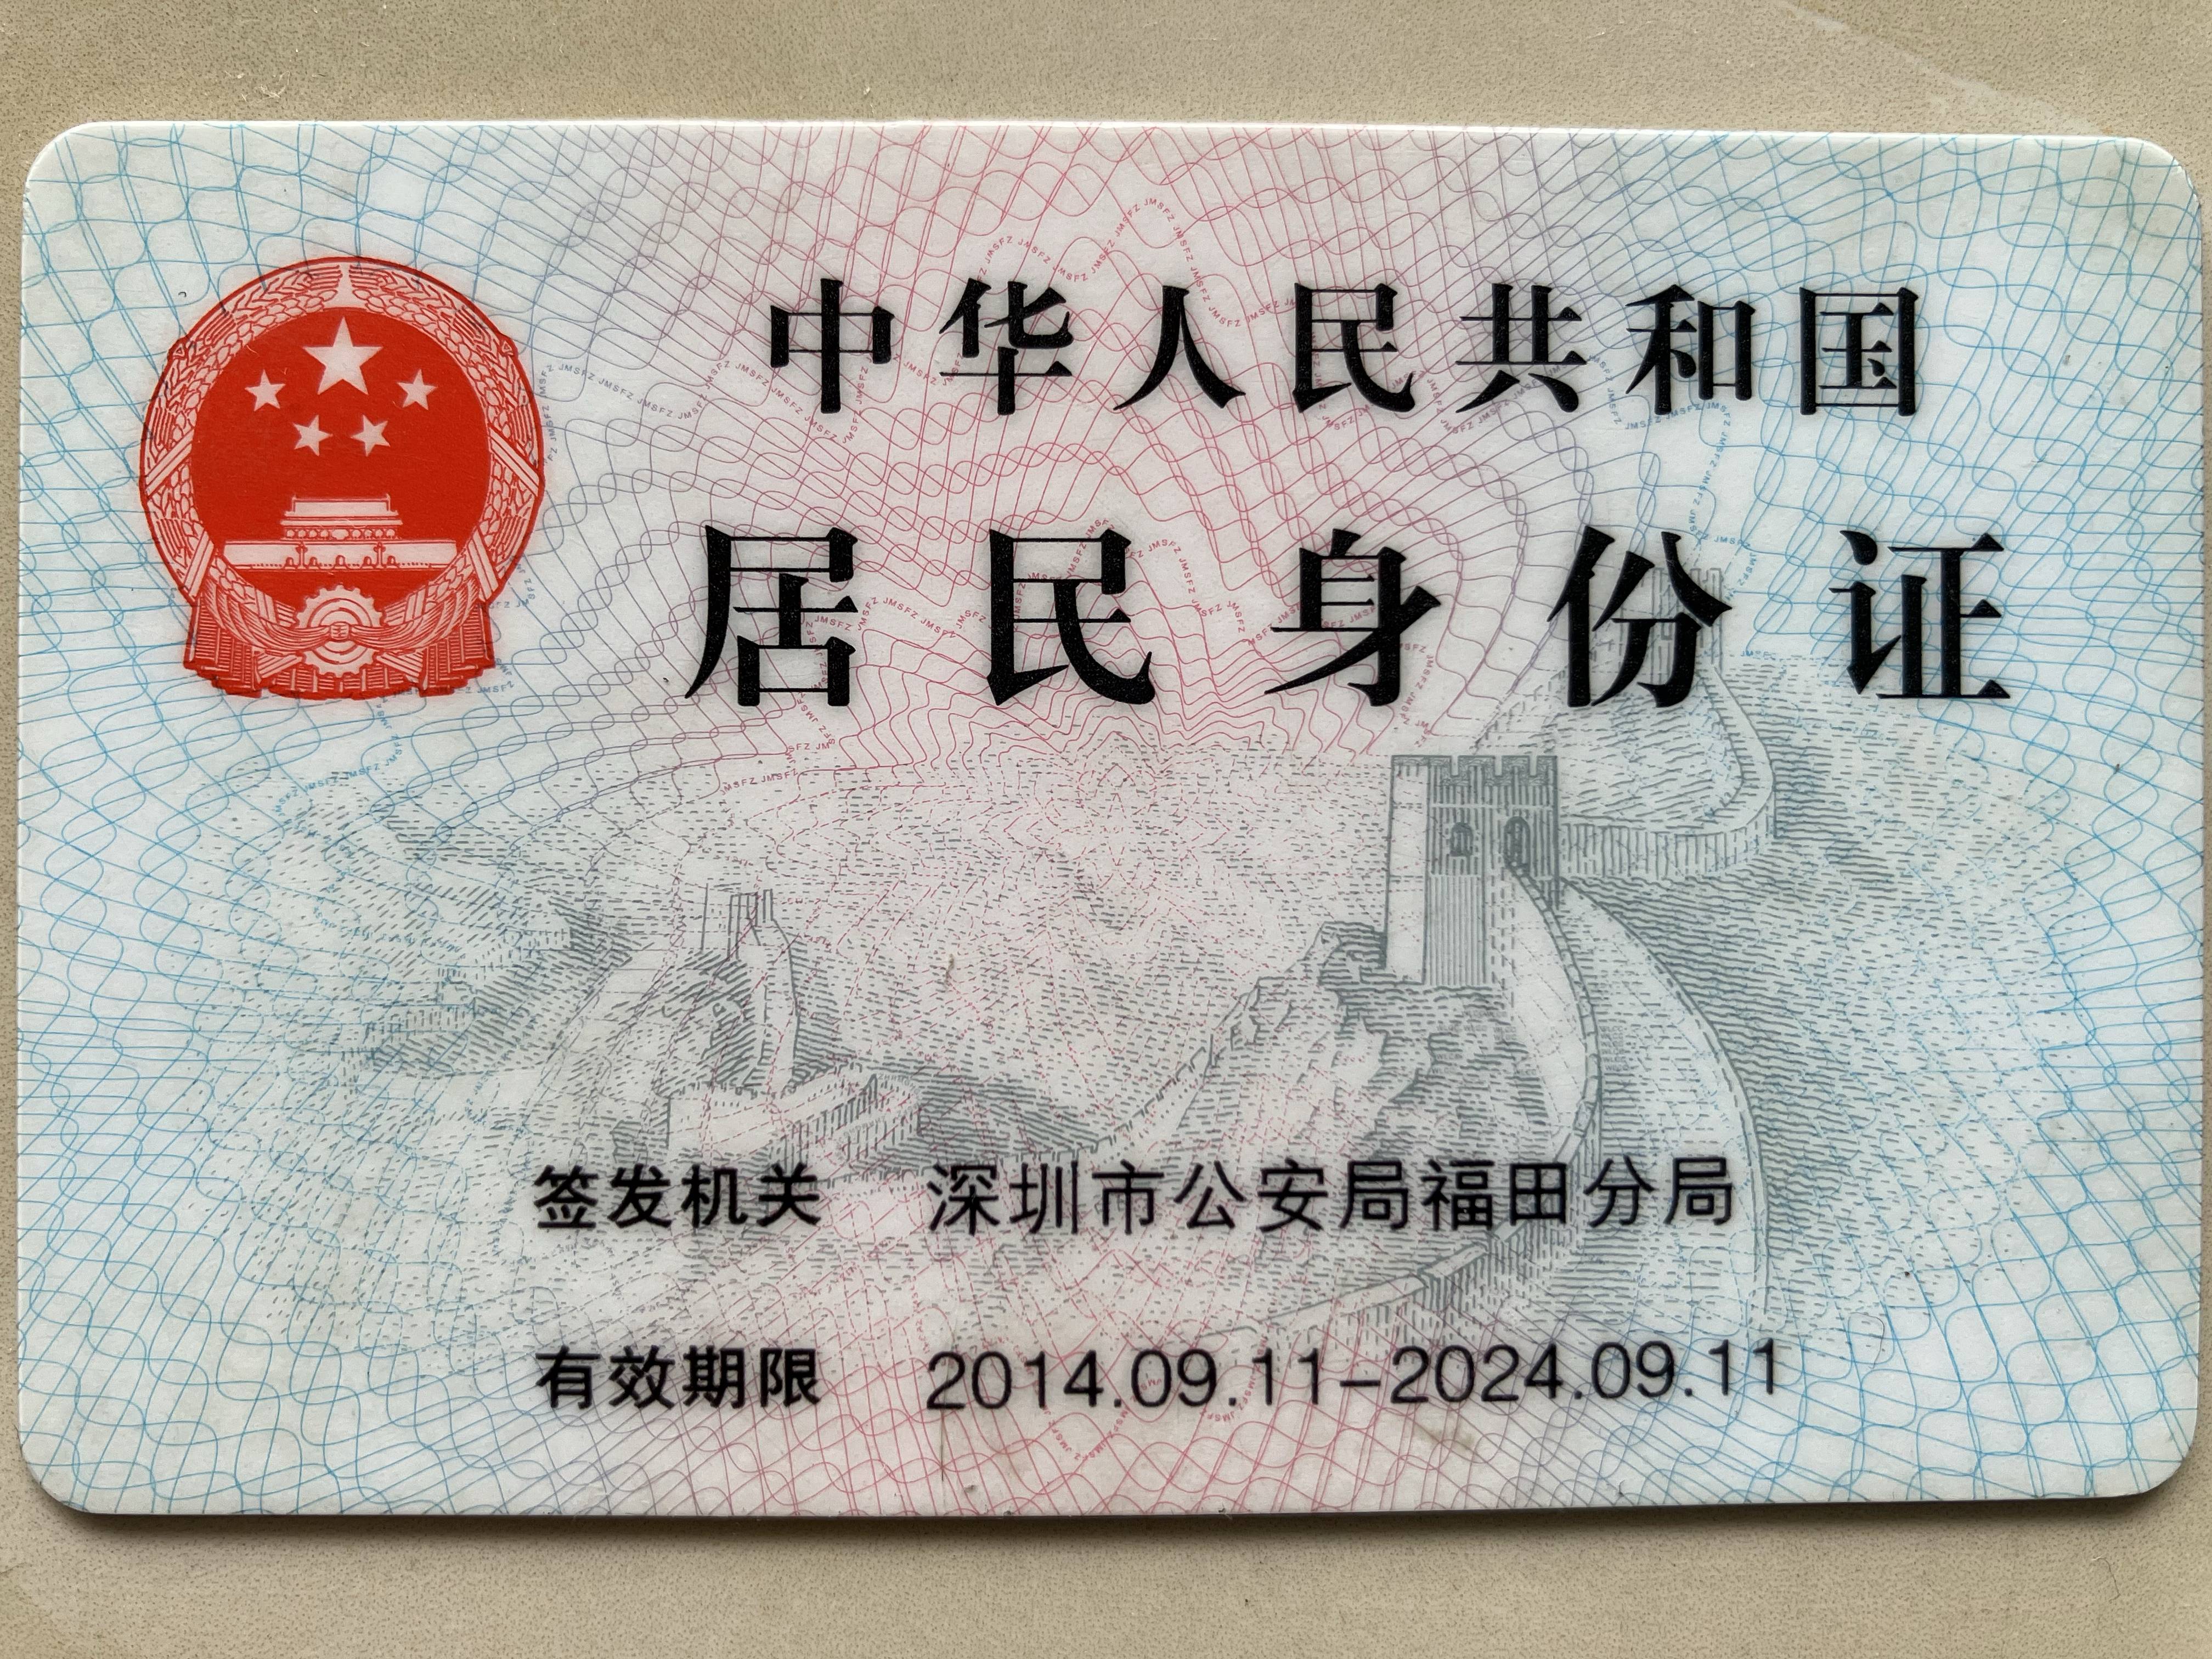 中华人民共和国
居民身份证
签发机关 深圳市公安局福田分局
有效期限 2014.09.11-2024.09.11